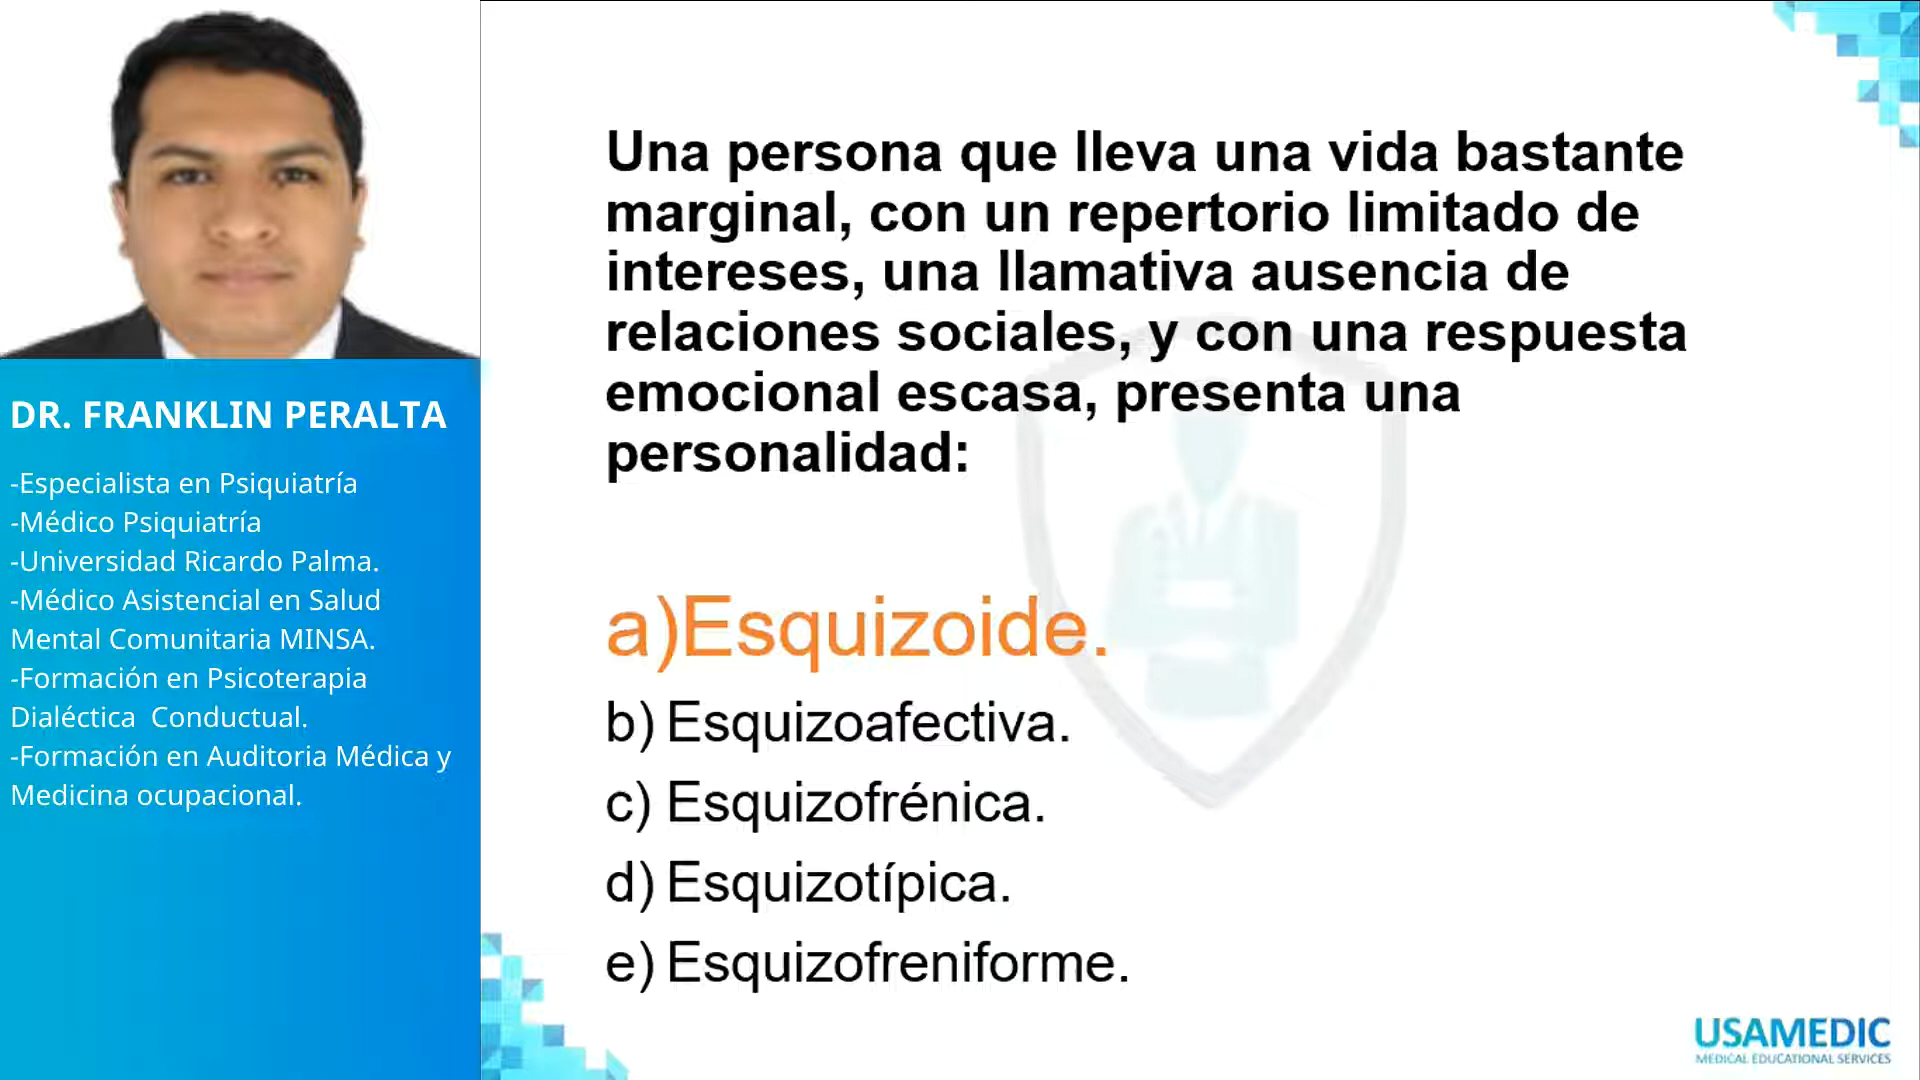 DR. FRANKLIN PERALTA
-Especialista en Psiquiatría
-Médico Psiquiatría
-Universidad Ricardo Palma.
-Médico Asistencial en Salud
Mental Comunitaria MINSA.
-Formación en Psicoterapia
Dialéctica  Conductual.
-Formación en Auditoria Médica y
Medicina ocupacional.
Una persona que lleva una vida bastante
marginal, con un repertorio limitado de
intereses, una llamativa ausencia de
relaciones sociales, y con una respuesta
emocional escasa, presenta una
personalidad:
a)Esquizoide.
b) Esquizoafectiva.
c) Esquizofrénica.
d) Esquizotípica.
e) Esquizofreniforme.
USAMEDIC
MEDICAL EDUCATIONAL SERVICES